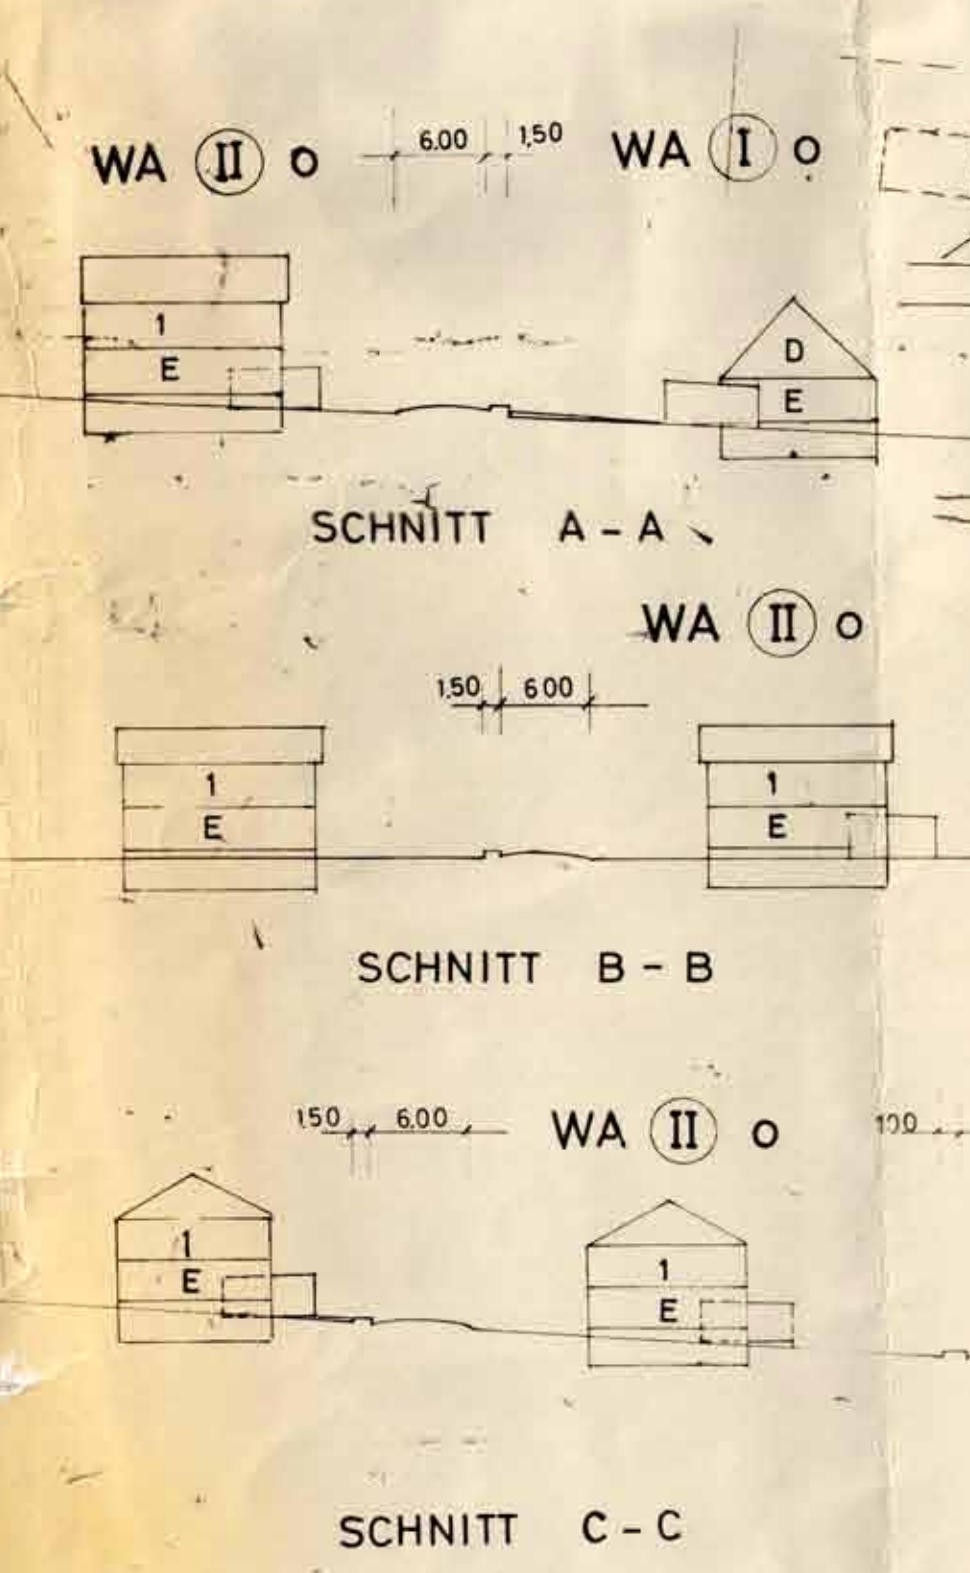 WA II o 6.00 1,50 WA I o
1
E
D
E
SCHNITT A - A
WA II o
1,50 6 00
1 1
E E
SCHNITT B - B
1,50 6,00 WA II o
1
E
1
E
SCHNITT C - C